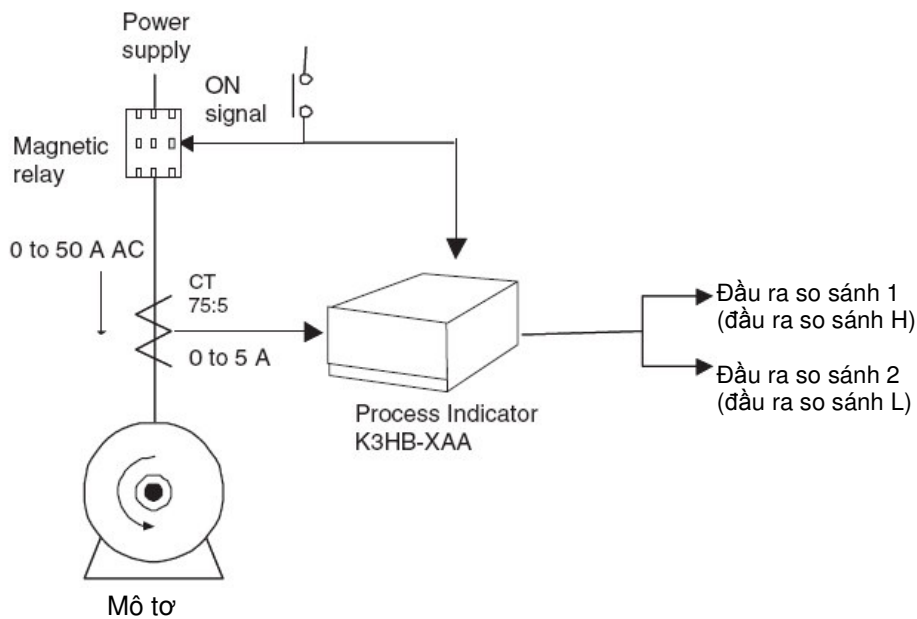 Power
supply
ON
signal
Magnetic
relay
0 to 50 A AC
CT
75:5
0 to 5 A
Process Indicator
K3HB-XAA
Đầu ra so sánh 1
(đầu ra so sánh H)
Đầu ra so sánh 2
(đầu ra so sánh L)
Mô tơ